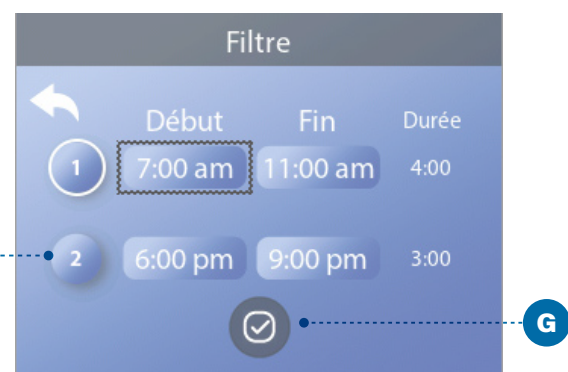 Filtre
Début Fin Durée
1 7:00 am 11:00 am 4:00
2 6:00 pm 9:00 pm 3:00
G